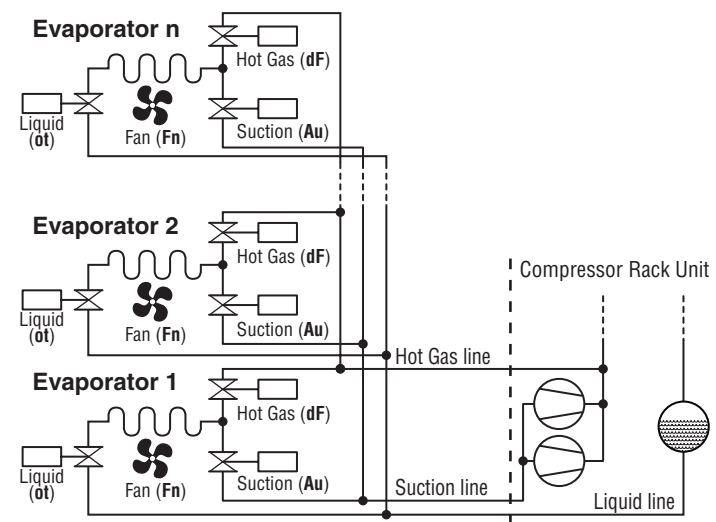 Evaporator n
Hot Gas (dF)
Liquid
(ot)
Fan (Fn)
Suction (Au)
Evaporator 2
Hot Gas (dF)
Liquid
(ot)
Fan (Fn)
Suction (Au)
Compressor Rack Unit
Hot Gas line
Evaporator 1
Hot Gas (dF)
Liquid
(ot)
Fan (Fn)
Suction (Au)
Suction line
Liquid line